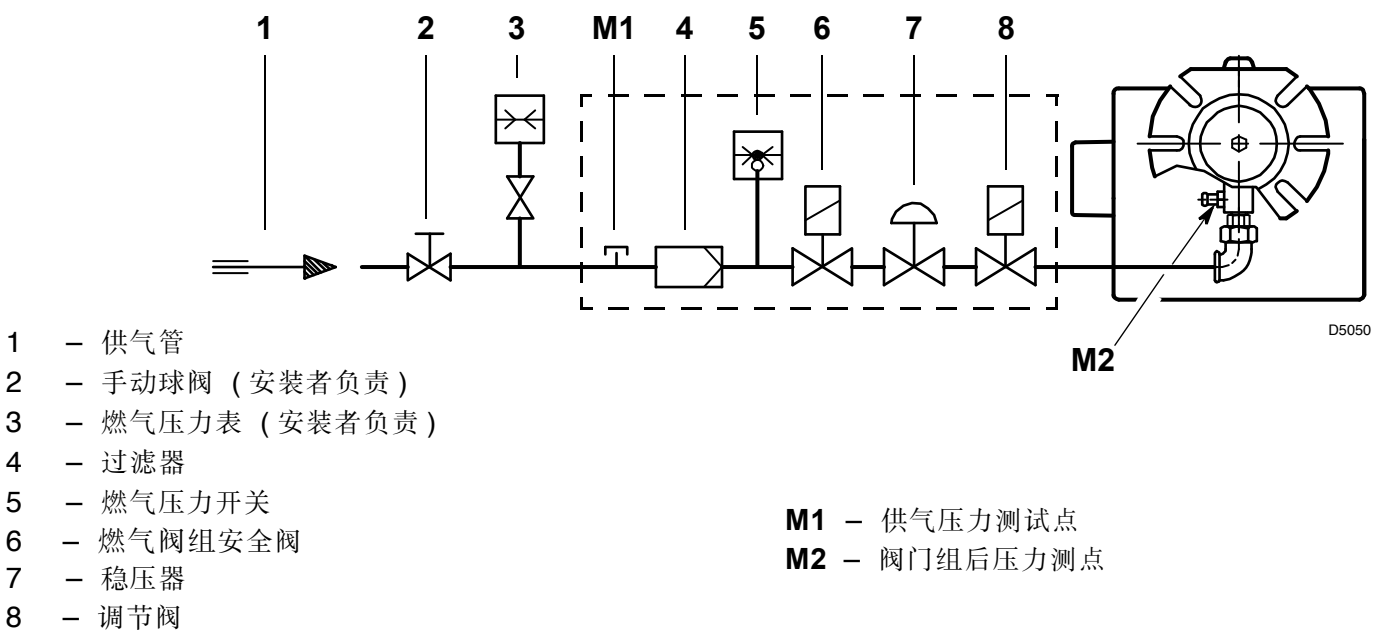 1 2 3 M1 4 5 6 7 8
D5050
M2
1 – 供气管
2 – 手动球阀 (安装者负责)
3 – 燃气压力表 (安装者负责)
4 – 过滤器
5 – 燃气压力开关
6 – 燃气阀组安全阀
7 – 稳压器
8 – 调节阀
M1 – 供气压力测试点
M2 – 阀门组后压力测点